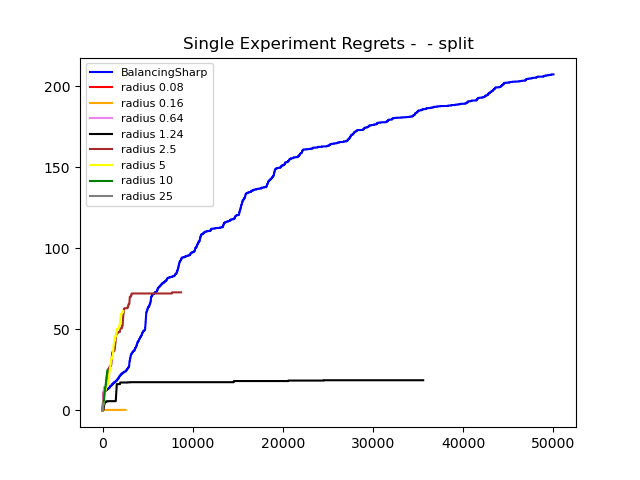 Single Experiment Regrets -  - split
BalancingSharp
radius 0.08
radius 0.16
radius 0.64
radius 1.24
radius 2.5
radius 5
radius 10
radius 25
200
150
100
50
0
0 10000 20000 30000 40000 50000